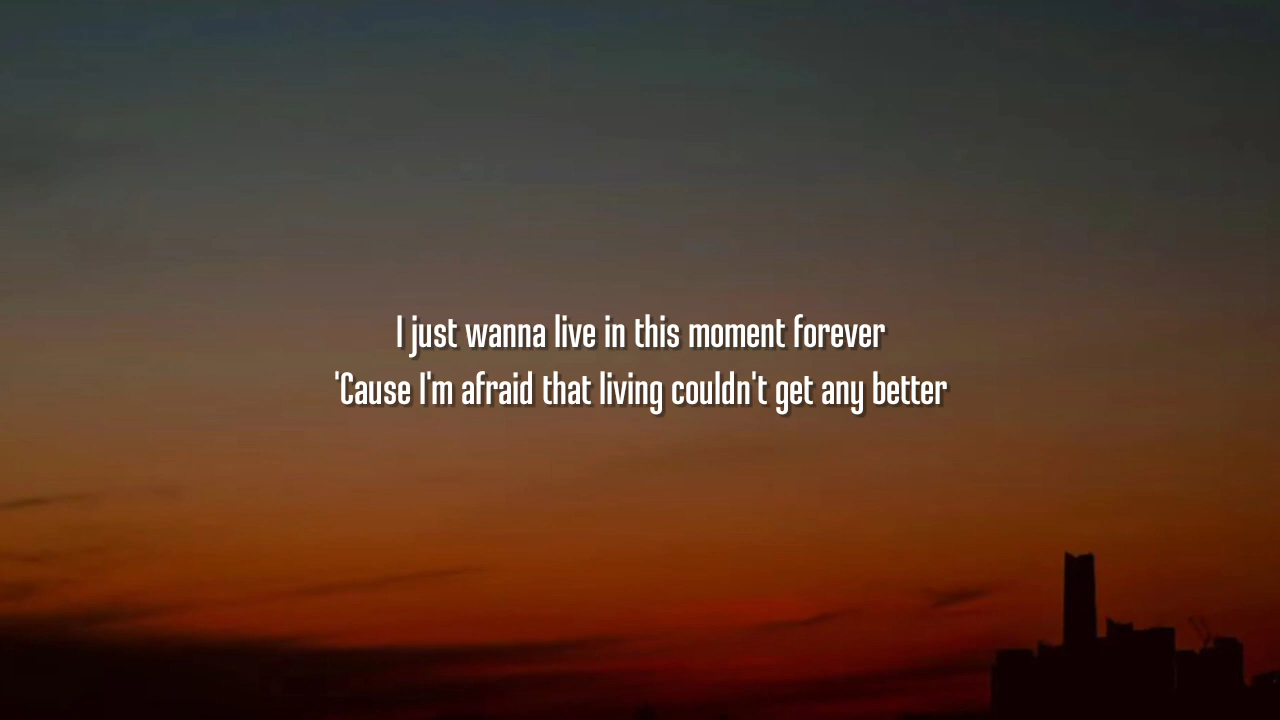 I just wanna live in this moment forever
'Cause I'm afraid that living couldn't get any better